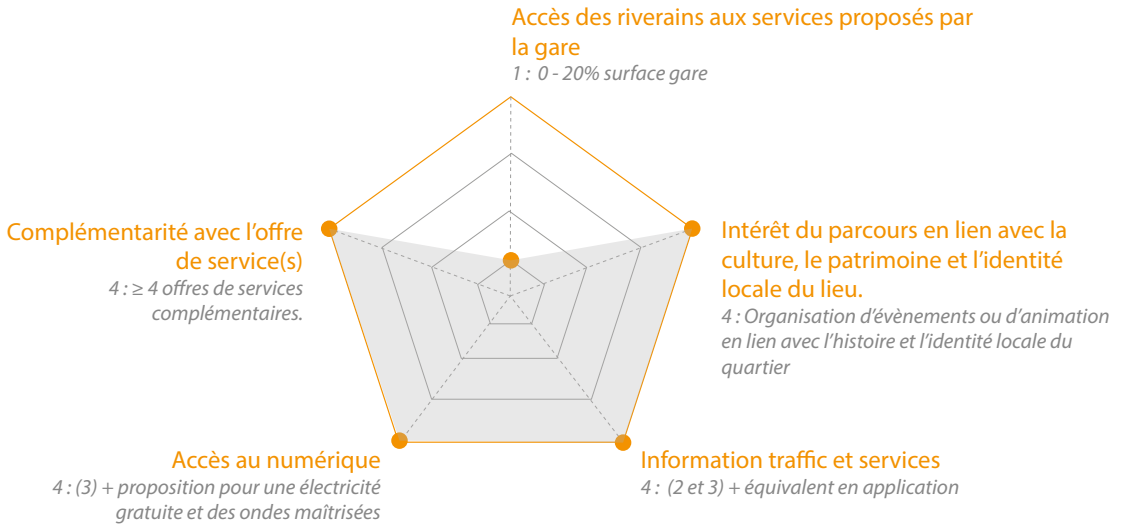 Accès des riverains aux services proposés par
la gare
1 : 0 - 20% surface gare
Complémentarité avec l'offre
de service(s)
4 : ≥ 4 offres de services
complémentaires.
Intérêt du parcours en lien avec la
culture, le patrimoine et l'identité
locale du lieu.
4 : Organisation d'évènements ou d'animation
en lien avec l'histoire et l'identité locale du
quartier
Accès au numérique
4 : (3) + proposition pour une électricité
gratuite et des ondes maîtrisées
Information traffic et services
4 : (2 et 3) + équivalent en application